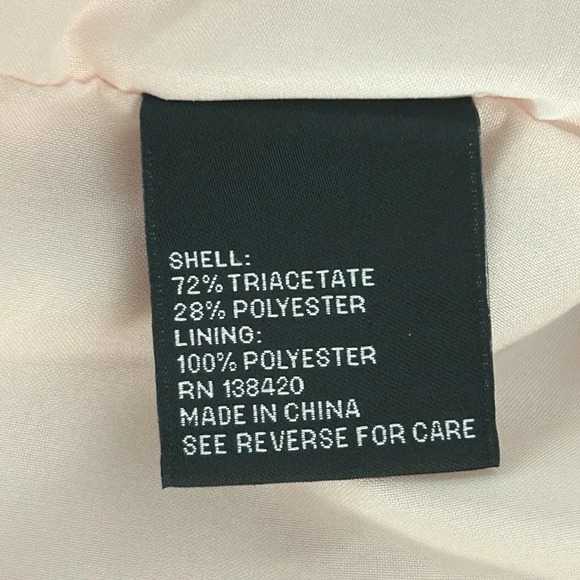 SHELL:
72% TRIACETATE
28% POLYESTER
LINING:
100% POLYESTER
RN 138420
MADE IN CHINA
SEE REVERSE FOR CARE